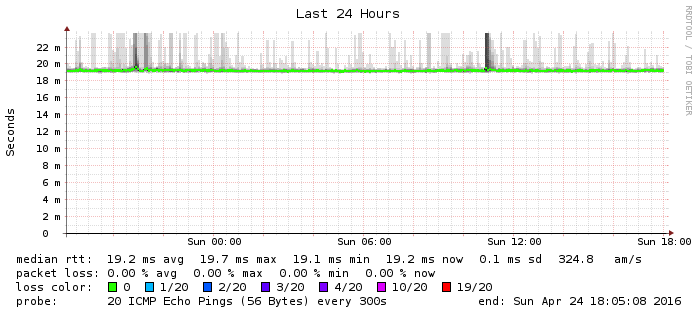 Last 24 Hours
RRDTOOL / TOBI OETIKER
Seconds
22 m
20 m
18 m
16 m
14 m
12 m
10 m
8 m
6 m
4 m
2 m
0
Sun 00:00 Sun 06:00 Sun 12:00 Sun 18:00
median rtt: 19.2 ms avg 19.7 ms max 19.1 ms min 19.2 ms now 0.1 ms sd 324.8 am/s
packet loss: 0.00 % avg 0.00 % max 0.00 % min 0.00 % now
loss color: 0 1/20 2/20 3/20 4/20 10/20 19/20
probe: 20 ICMP Echo Pings (56 Bytes) every 300s end: Sun Apr 24 18:05:08 2016